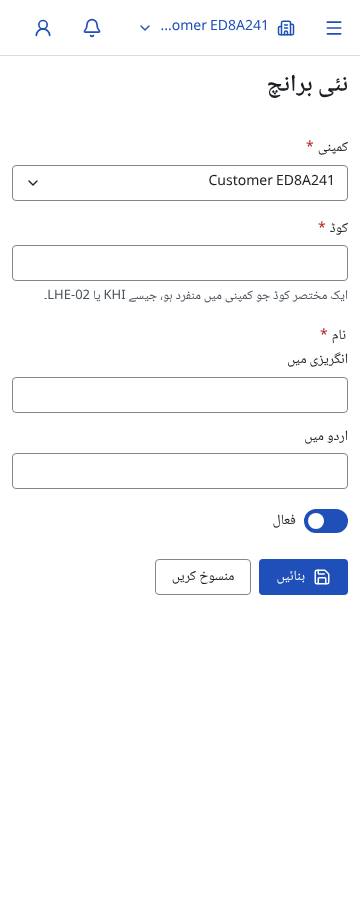 ...omer ED8A241
نئی برانچ
کمپنی *
Customer ED8A241
کوڈ *
ایک مختصر کوڈ جو کمپنی میں منفرد ہو، جیسے KHI یا LHE-02۔
نام *
انگریزی میں
اردو میں
فعال
بنائیں
منسوخ کریں